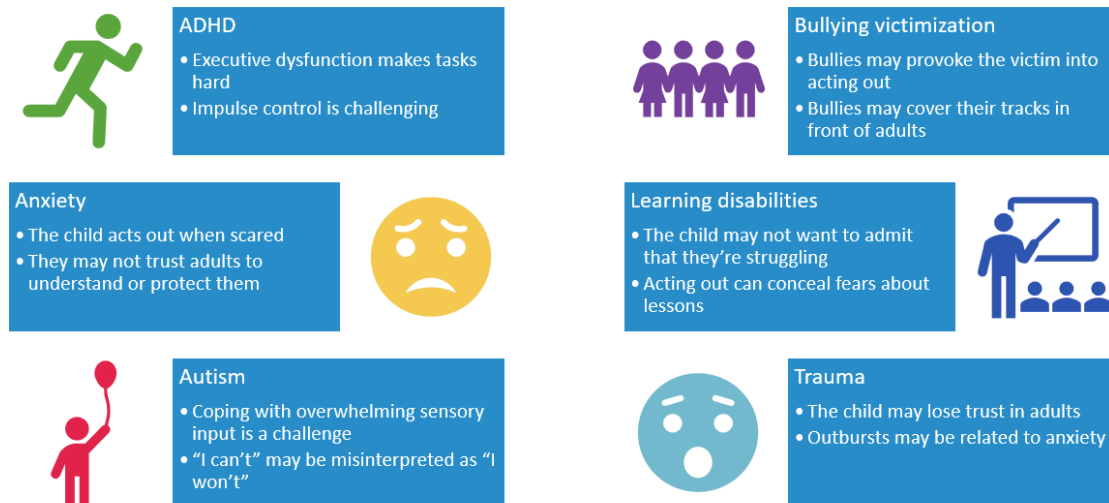 ADHD
• Executive dysfunction makes tasks
hard
• Impulse control is challenging
Bullying victimization
• Bullies may provoke the victim into
acting out
• Bullies may cover their tracks in
front of adults
Anxiety
• The child acts out when scared
• They may not trust adults to
understand or protect them
Learning disabilities
• The child may not want to admit
that they’re struggling
• Acting out can conceal fears about
lessons
Autism
• Coping with overwhelming sensory
input is a challenge
• “I can’t” may be misinterpreted as “I
won’t”
Trauma
• The child may lose trust in adults
• Outbursts may be related to anxiety